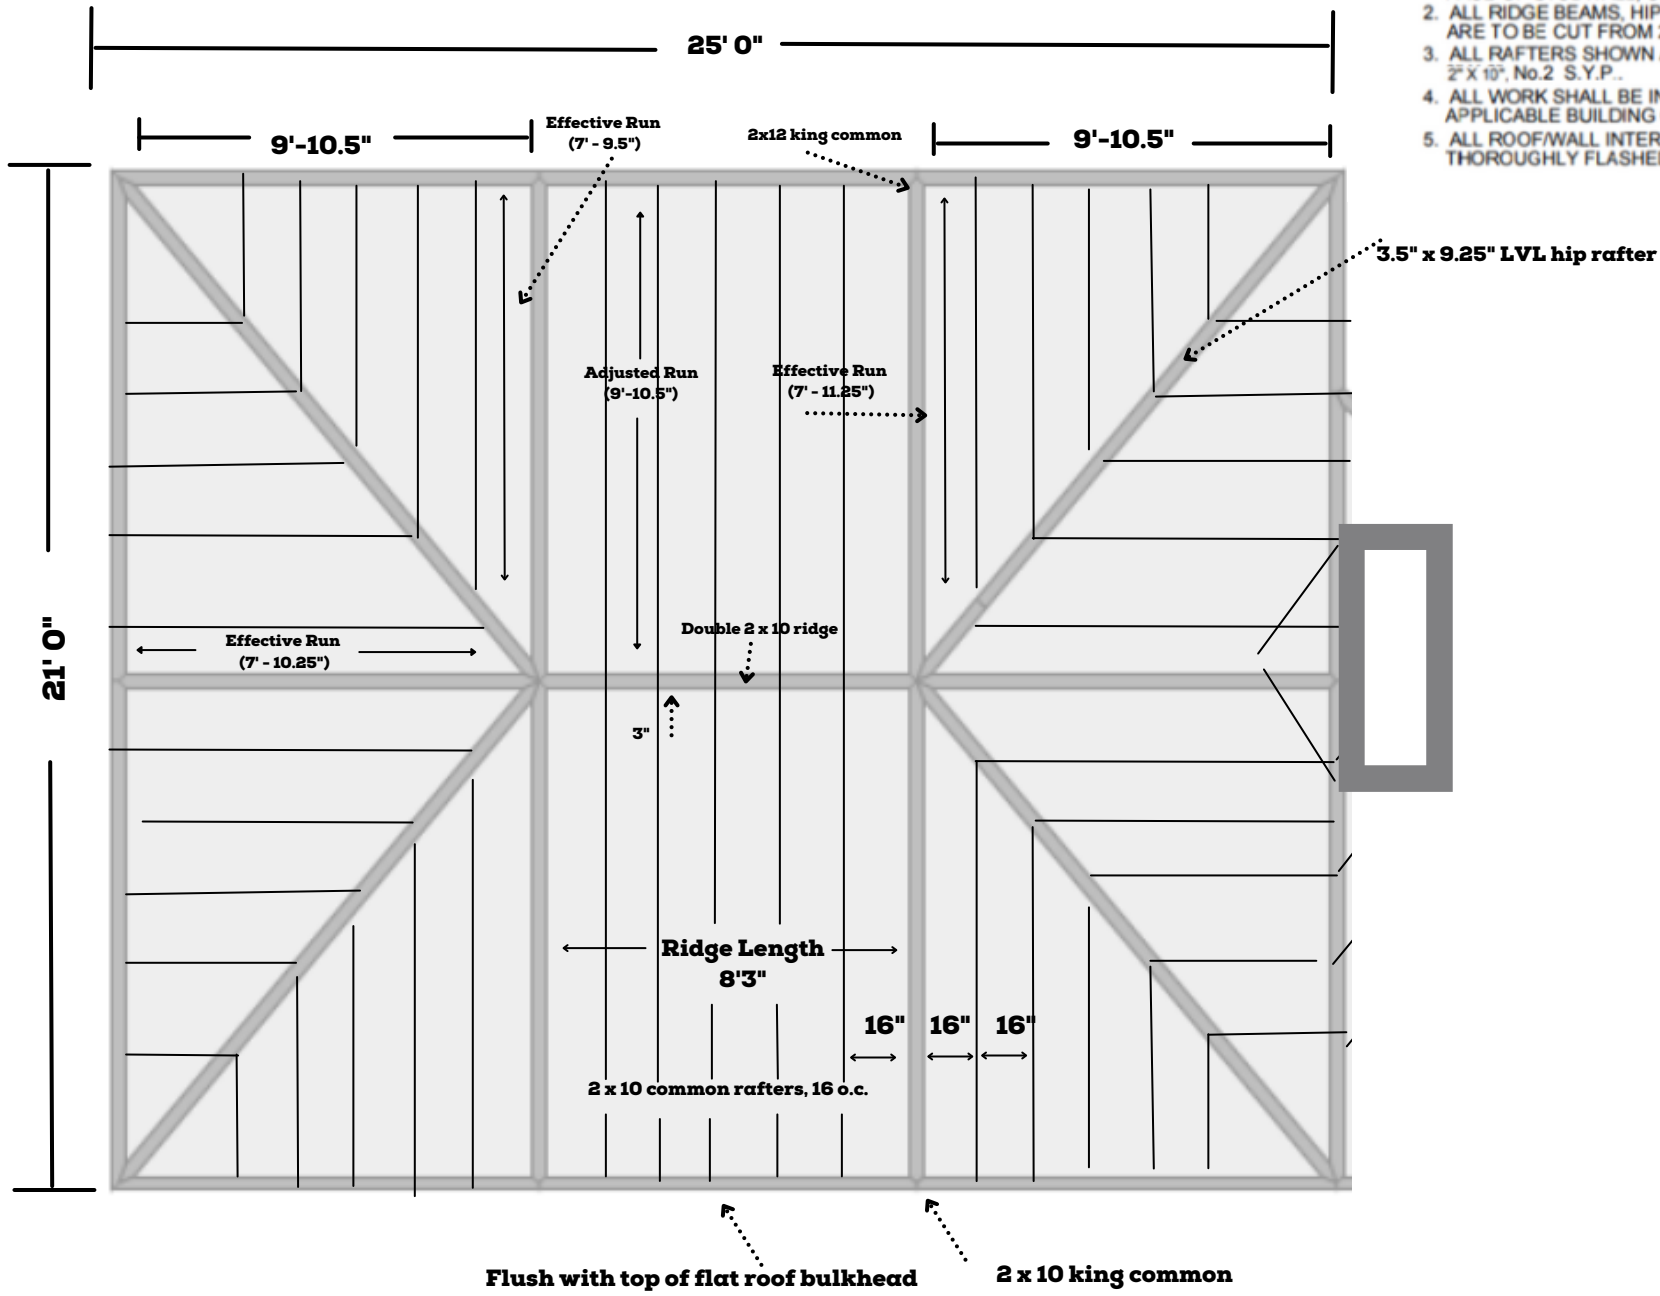 2. ALL RIDGE BEAMS, HIP
ARE TO BE CUT FROM
3. ALL RAFTERS SHOWN
2" X 10", No.2 S.Y.P..
4. ALL WORK SHALL BE IN
APPLICABLE BUILDING
5. ALL ROOF/WALL INTER
THOROUGHLY FLASHE
25' 0"
9'-10.5"
Effective Run
(7' - 9.5")
2x12 king common
9'-10.5"
3.5" x 9.25" LVL hip rafter
Adjusted Run
(9'-10.5")
Effective Run
(7' - 11.25")
21' 0"
Effective Run
(7' - 10.25")
Double 2 x 10 ridge
3"
Ridge Length
8'3"
16" 16" 16"
2 x 10 common rafters, 16 o.c.
Flush with top of flat roof bulkhead
2 x 10 king common